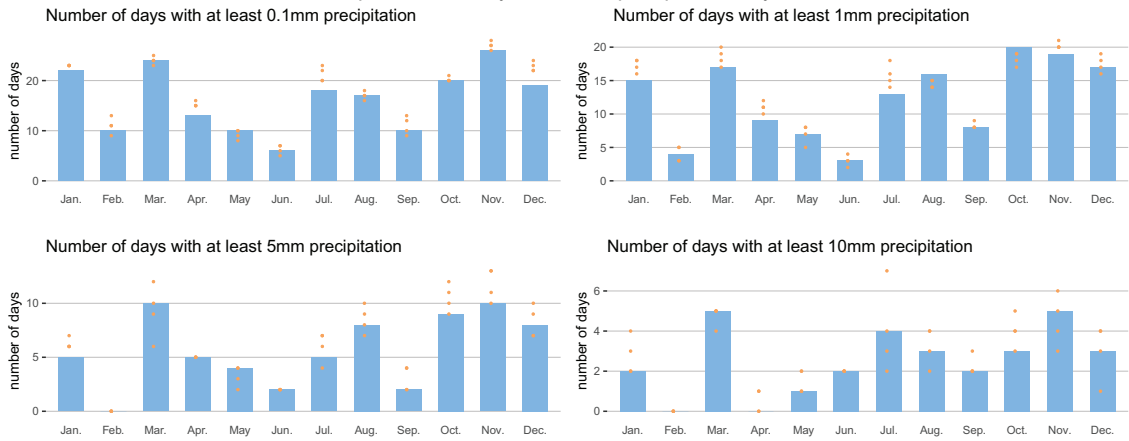 Number of days with at least 0.1mm precipitation
number of days
20
10
0
Jan. Feb. Mar. Apr. May Jun. Jul. Aug. Sep. Oct. Nov. Dec.
Number of days with at least 1mm precipitation
number of days
20
15
10
5
0
Jan. Feb. Mar. Apr. May Jun. Jul. Aug. Sep. Oct. Nov. Dec.
Number of days with at least 5mm precipitation
number of days
10
5
0
Jan. Feb. Mar. Apr. May Jun. Jul. Aug. Sep. Oct. Nov. Dec.
Number of days with at least 10mm precipitation
number of days
6
4
2
0
Jan. Feb. Mar. Apr. May Jun. Jul. Aug. Sep. Oct. Nov. Dec.